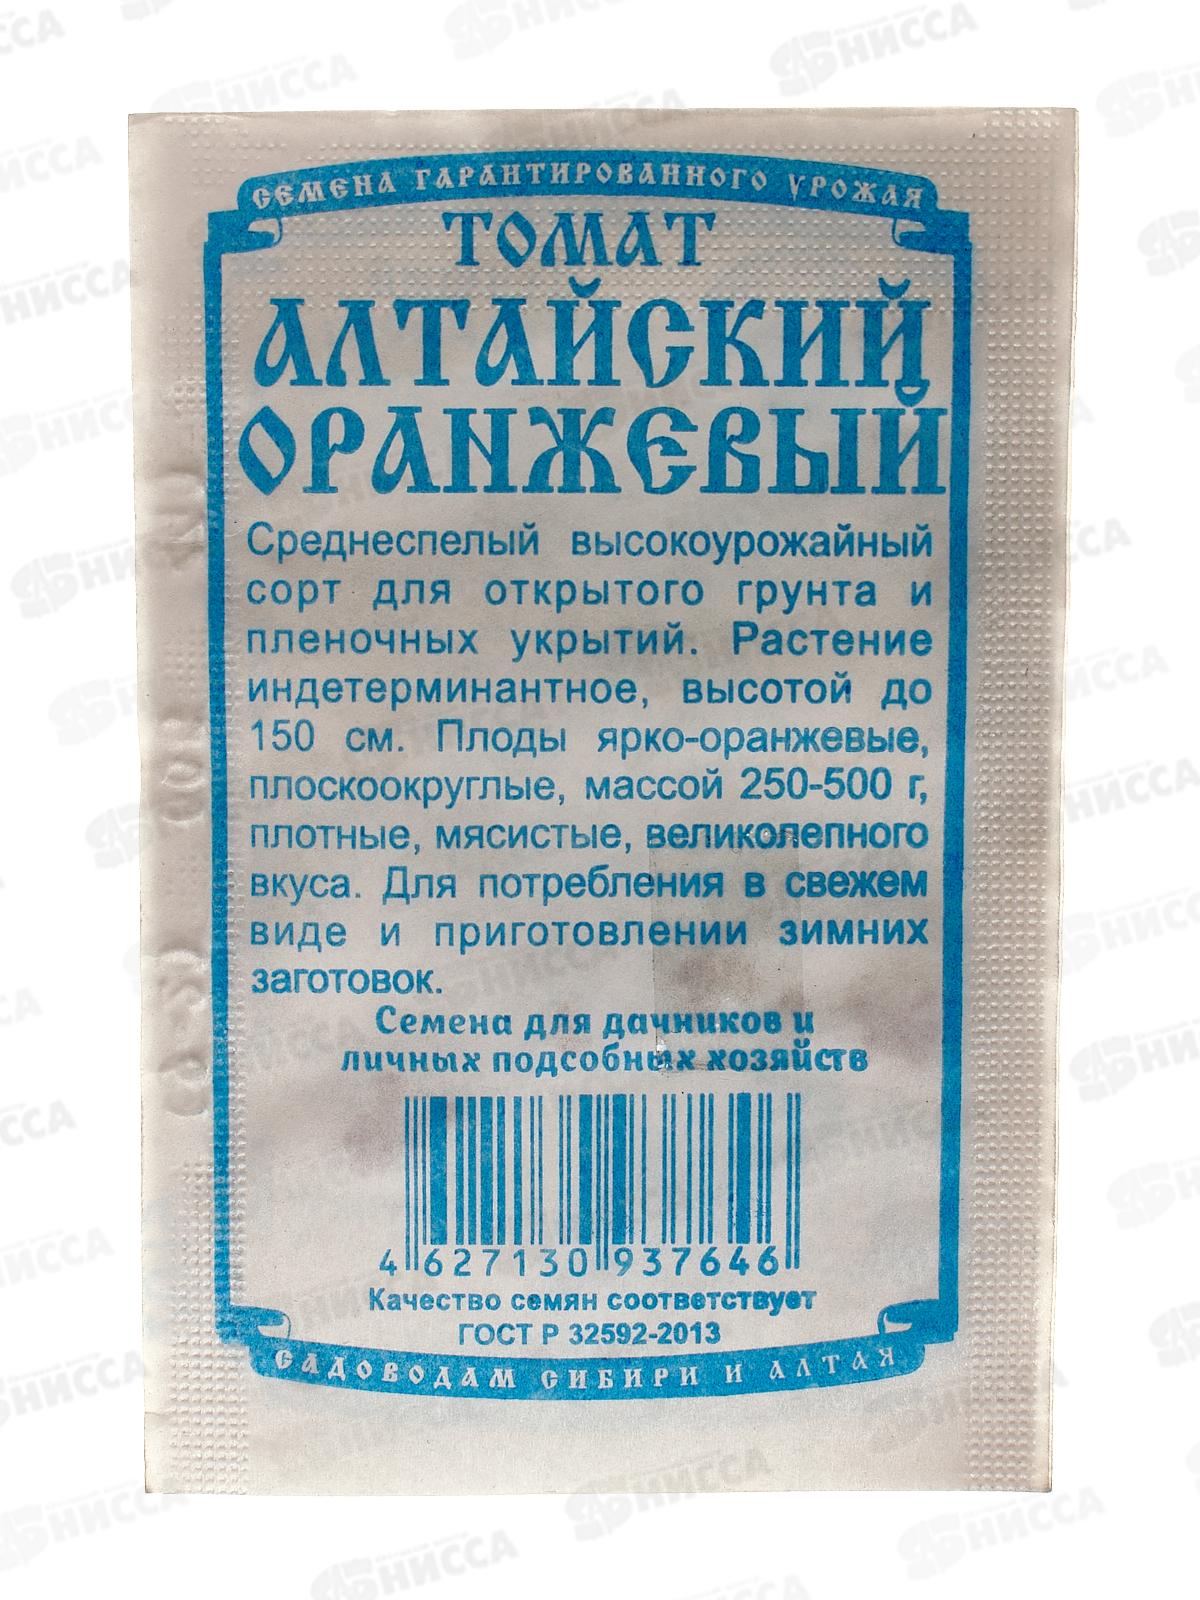 СЕМЕНА ГАРАНТИРОВАННОГО УРОЖАЯ
ТОМАТ
АЛТАЙСКИЙ
ОРАНЖЕВЫЙ
Среднеспелый высокоурожайный
сорт для открытого грунта и
пленочных укрытий. Растение
индетерминантное, высотой до
150 см. Плоды ярко-оранжевые,
плоскоокруглые, массой 250-500 г,
плотные, мясистые, великолепного
вкуса. Для потребления в свежем
виде и приготовлении зимних
заготовок.
Семена для дачников и
личных подсобных хозяйств
4 627130 937646
Качество семян соответствует
ГОСТ Р 32592-2013
САДОВОДАМ СИБИРИ И АЛТАЯ